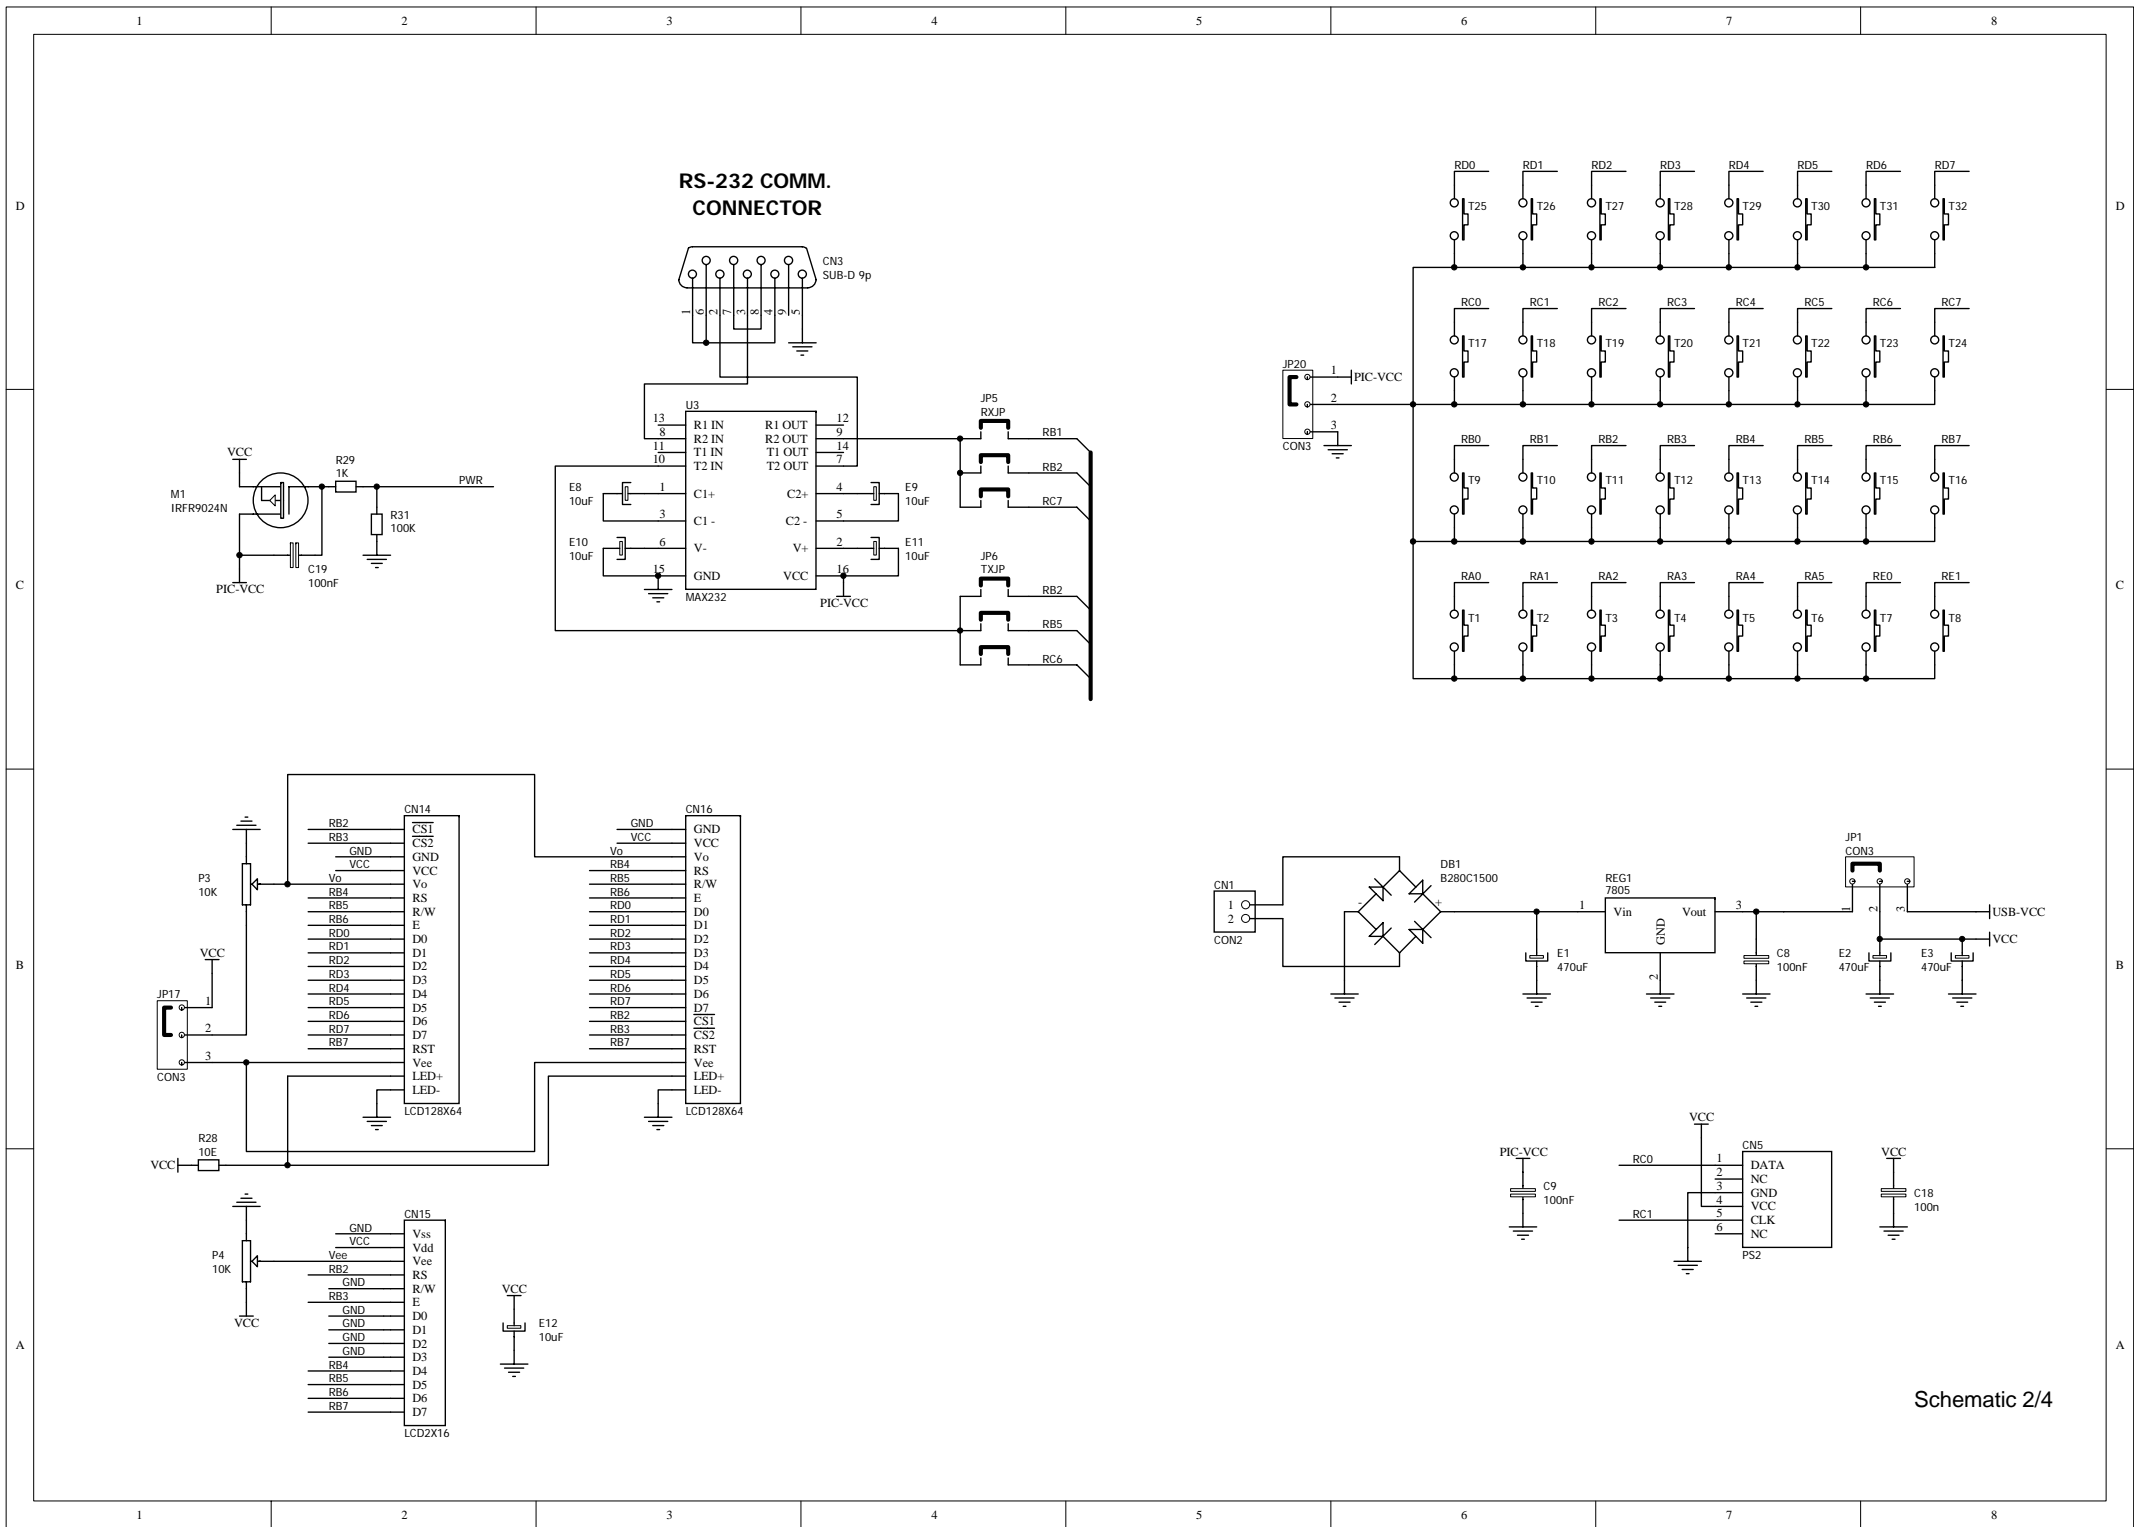 1 2 3 4 5 6 7 8
D
D
C
C
B
B
A
A
RS-232 COMM.
CONNECTOR
CN3
SUB-D 9p
1 6 2 7 3 8 4 9 5
U3
13 R1 IN R1 OUT 12
8 R2 IN R2 OUT 9
11 T1 IN T1 OUT 14
10 T2 IN T2 OUT 7
1 C1+ C2+ 4
3 C1 - C2 - 5
6 V- V+ 2
15 GND VCC 16
MAX232
PIC-VCC
E8
10uF
E9
10uF
E10
10uF
E11
10uF
JP5
RXJP
RB1
RB2
RC7
JP6
TXJP
RB2
RB5
RC6
VCC
M1
IRFR9024N
R29
1K
PWR
R31
100K
C19
100nF
PIC-VCC
RD0 RD1 RD2 RD3 RD4 RD5 RD6 RD7
T25 T26 T27 T28 T29 T30 T31 T32
RC0 RC1 RC2 RC3 RC4 RC5 RC6 RC7
T17 T18 T19 T20 T21 T22 T23 T24
JP20
1 PIC-VCC
2
3
CON3
RB0 RB1 RB2 RB3 RB4 RB5 RB6 RB7
T9 T10 T11 T12 T13 T14 T15 T16
RA0 RA1 RA2 RA3 RA4 RA5 RE0 RE1
T1 T2 T3 T4 T5 T6 T7 T8
P3
10K
VCC
JP17
1
2
3
CON3
CN14
RB2 CS1
RB3 CS2
GND GND
VCC VCC
Vo Vo
RB4 RS
RB5 R/W
RB6 E
RD0 D0
RD1 D1
RD2 D2
RD3 D3
RD4 D4
RD5 D5
RD6 D6
RD7 D7
RB7 RST
Vee
LED+
LED-
LCD128X64
CN16
GND GND
VCC VCC
Vo Vo
RB4 RS
RB5 R/W
RB6 E
RD0 D0
RD1 D1
RD2 D2
RD3 D3
RD4 D4
RD5 D5
RD6 D6
RD7 D7
RB2 CS1
RB3 CS2
RB7 RST
Vee
LED+
LED-
LCD128X64
R28
10E
VCC
P4
10K
VCC
CN15
GND Vss
VCC Vdd
Vee Vee
RB2 RS
GND R/W
RB3 E
GND D0
GND D1
GND D2
GND D3
RB4 D4
RB5 D5
RB6 D6
RB7 D7
LCD2X16
VCC
E12
10uF
CN1
1
2
CON2
DB1
B280C1500
- +
E1
470uF
REG1
7805
1 Vin Vout 3
GND
2
C8
100nF
JP1
CON3
1 2 3
USB-VCC
VCC
E2
470uF
E3
470uF
PIC-VCC
C9
100nF
VCC
CN5
RC0 1 DATA
2 NC
3 GND
4 VCC
RC1 5 CLK
6 NC
PS2
VCC
C18
100n
Schematic 2/4
1 2 3 4 5 6 7 8